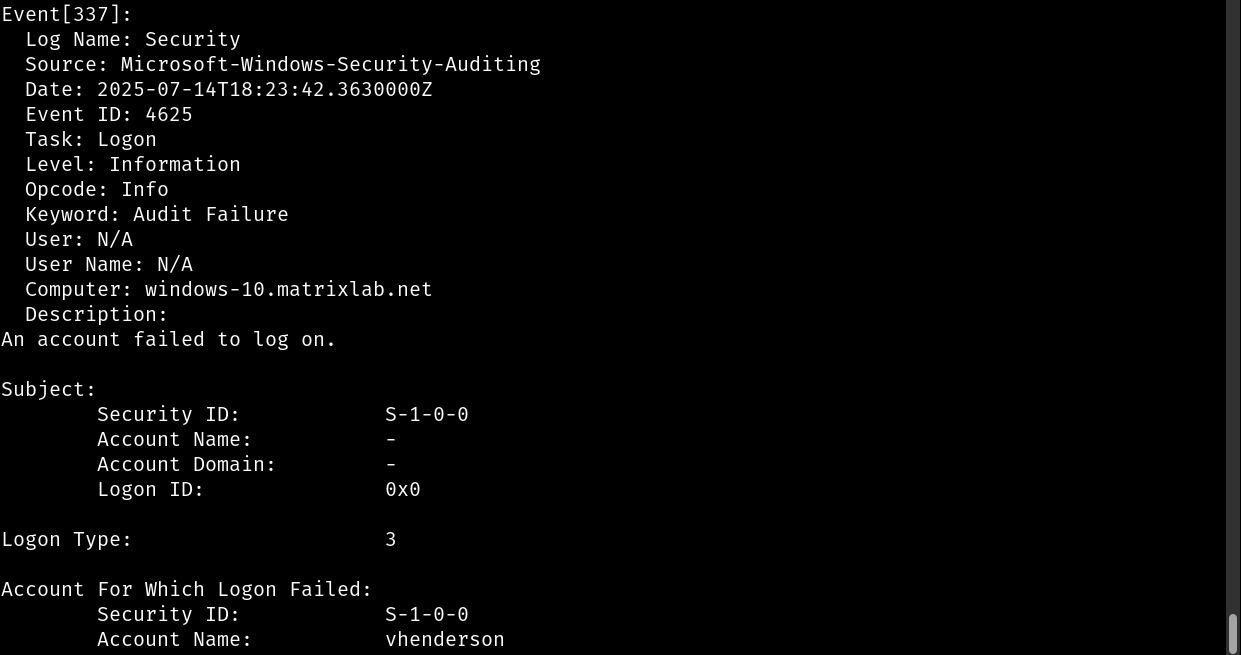 Event[337]:
  Log Name: Security
  Source: Microsoft-Windows-Security-Auditing
  Date: 2025-07-14T18:23:42.3630000Z
  Event ID: 4625
  Task: Logon
  Level: Information
  Opcode: Info
  Keyword: Audit Failure
  User: N/A
  User Name: N/A
  Computer: windows-10.matrixlab.net
  Description:
An account failed to log on.

Subject:
        Security ID:            S-1-0-0
        Account Name:           -
        Account Domain:         -
        Logon ID:               0x0

Logon Type:                     3

Account For Which Logon Failed:
        Security ID:            S-1-0-0
        Account Name:           vhenderson